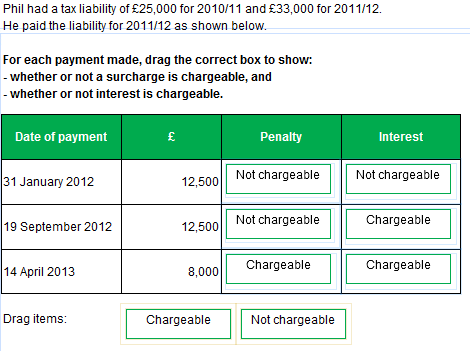 Phil had a tax liability of £25,000 for 2010/11 and £33,000 for 2011/12.
He paid the liability for 2011/12 as shown below.
For each payment made, drag the correct box to show:
- whether or not a surcharge is chargeable, and
- whether or not interest is chargeable.
Date of payment £ Penalty Interest
31 January 2012 12,500 Not chargeable Not chargeable
19 September 2012 12,500 Not chargeable Chargeable
14 April 2013 8,000 Chargeable Chargeable
Drag items: Chargeable Not chargeable